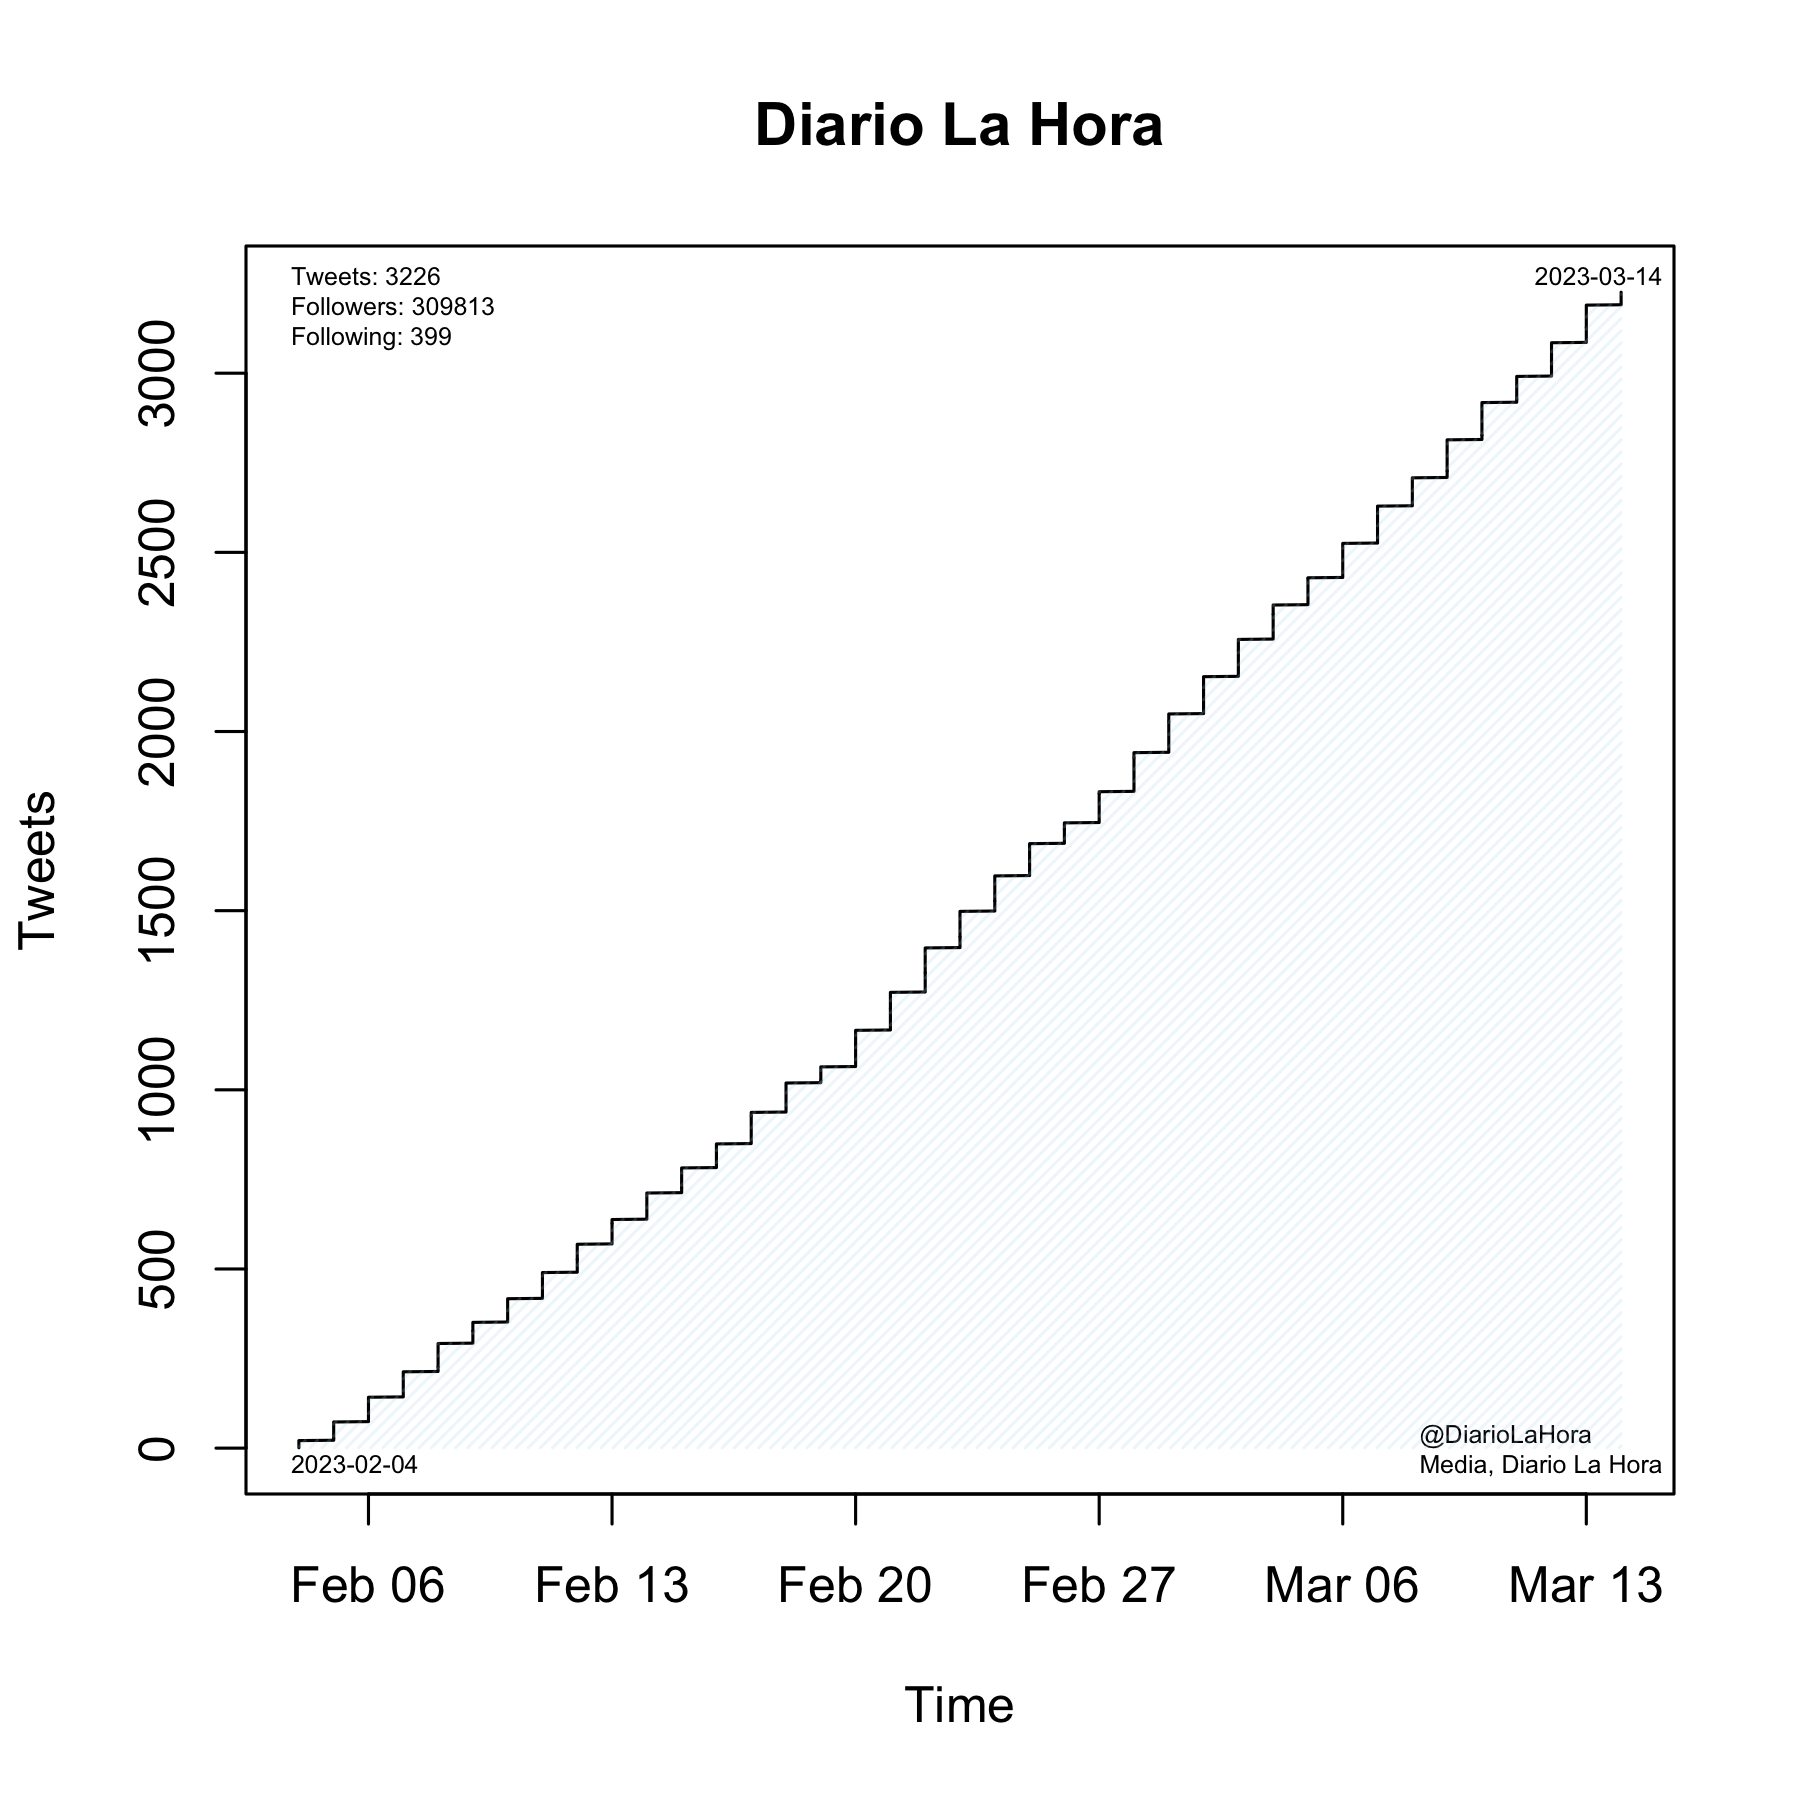 Diario La Hora
Tweets: 3226
Followers: 309813
Following: 399
2023-03-14
3000
2500
2000
1500
1000
500
0
Tweets
2023-02-04
@DiarioLaHora
Media, Diario La Hora
Feb 06
Feb 13
Feb 20
Feb 27
Mar 06
Mar 13
Time